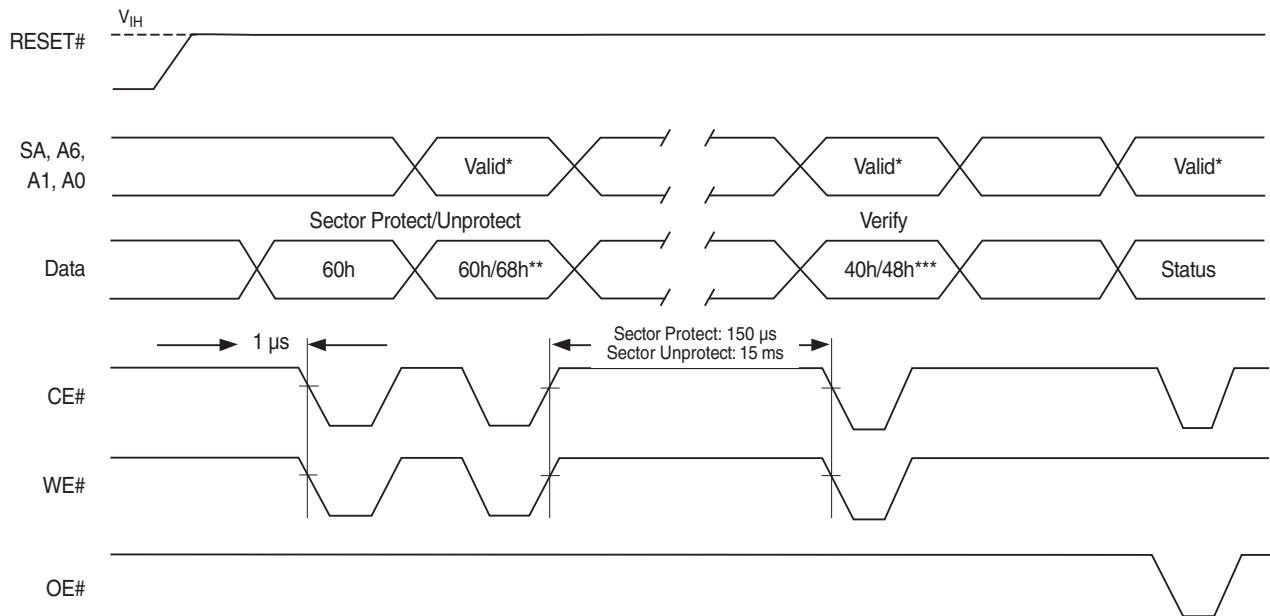 V_IH
RESET#
SA, A6,
A1, A0
Valid*
Valid*
Valid*
Sector Protect/Unprotect
Verify
Data
60h
60h/68h**
40h/48h***
Status
1 µs
Sector Protect: 150 µs
Sector Unprotect: 15 ms
CE#
WE#
OE#